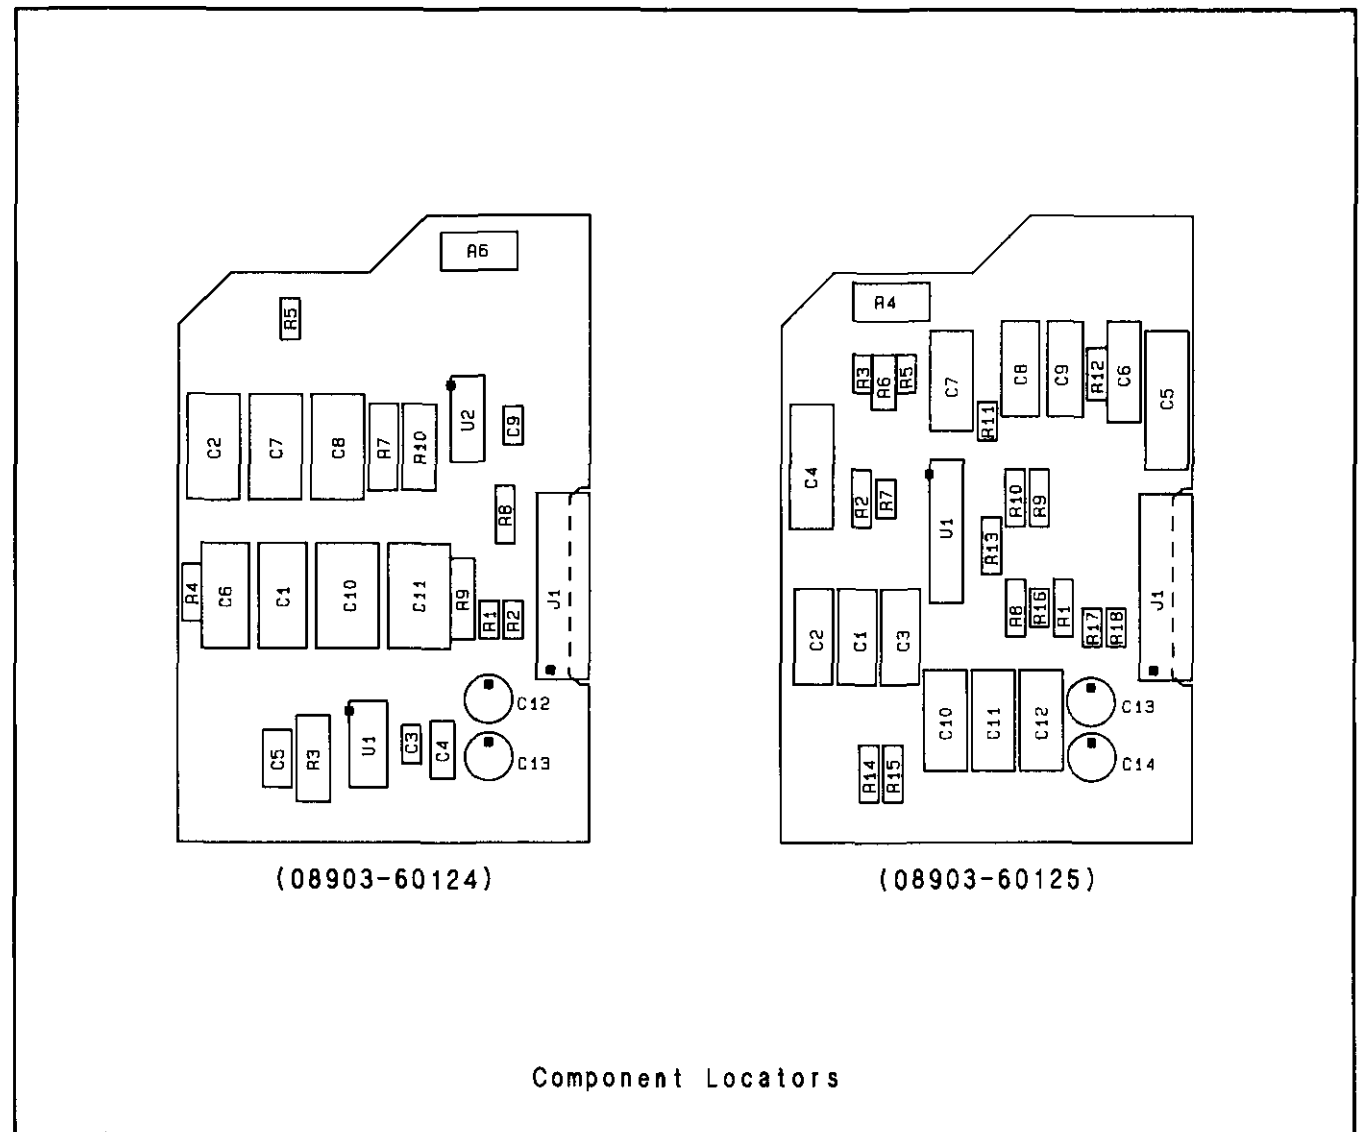 R6
R5
C2
C7
C8
R7
R10
U2
C9
R8
R4
C6
C1
C10
C11
R9
R1
R2
J1
C12
C5
R3
U1
C3
C4
C13
(08903-60124)
R4
R3
R6
R5
C7
C8
C9
R12
C6
C5
R11
C4
R2
R7
U1
R10
R9
R13
C2
C1
C3
R8
R16
R1
R17
R18
J1
C10
C11
C12
C13
R14
R15
C14
(08903-60125)
Component Locators